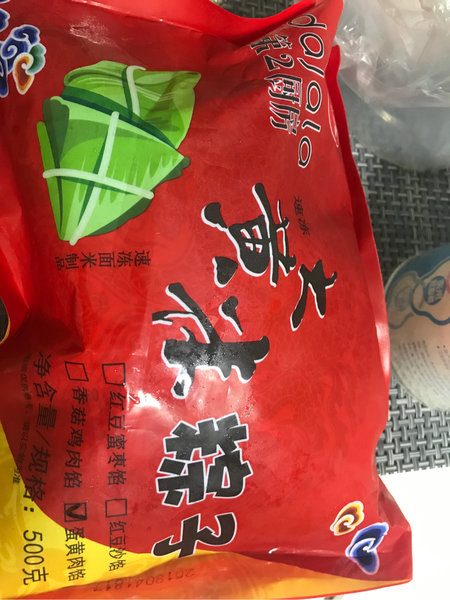 dalala
第2厨房
速冻
大黄米粽子
速冻面米
制品
红豆蜜枣馅
红豆沙馅
香菇鸡肉馅
蛋黄肉馅
净含量/规格：500克